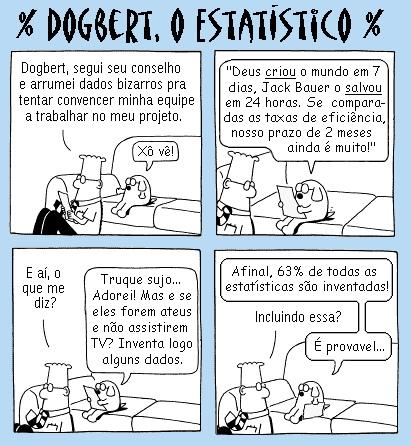 % DOGBERT, O ESTATÍSTICO %
Dogbert, segui seu conselho
e arrumei dados bizarros pra
tentar convencer minha equipe
a trabalhar no meu projeto.
Xô vê!
"Deus criou o mundo em 7
dias, Jack Bauer o salvou
em 24 horas. Se compara-
das as taxas de eficiência,
nosso prazo de 2 meses
ainda é muito!"
E aí, o
que me
diz?
Truque sujo...
Adorei! Mas e se
eles forem ateus
e não assistirem
TV? Inventa logo
alguns dados.
Afinal, 63% de todas as
estatísticas são inventadas!
Incluindo essa?
É provavel...